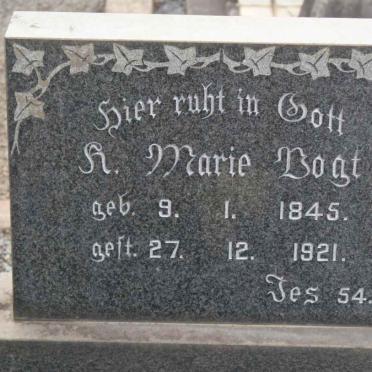 Hier ruht in Gott
K. Marie Vogt
geb. 9. 1. 1845.
gest. 27. 12. 1921.
Jes 54.